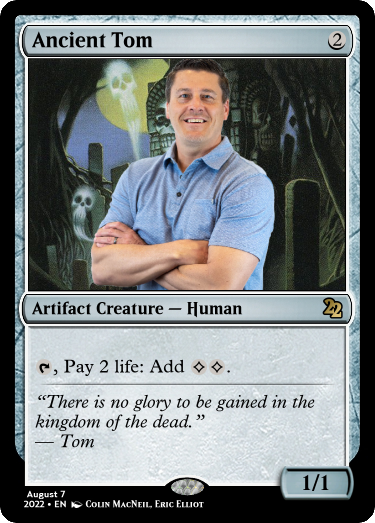 Ancient Tom 2
Artifact Creature — Human 22
, Pay 2 life: Add .
“There is no glory to be gained in the
kingdom of the dead.”
— Tom
1/1
August 7
2022 • EN Colin MacNeil, Eric Elliot